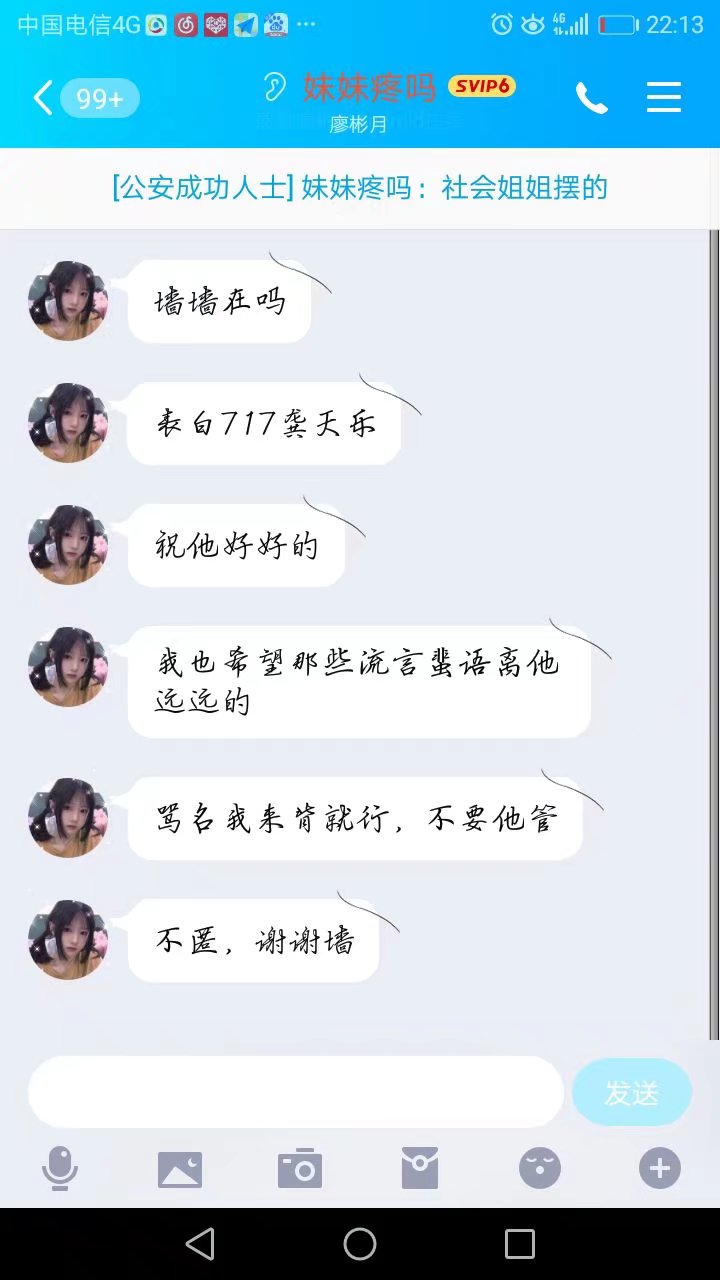 中国电信4G
4G
22:13
99+
妹妹疼吗 SVIP6
廖彬月
[公安成功人士] 妹妹疼吗：社会姐姐摆的
墙墙在吗
表白717龚天乐
祝他好好的
我也希望那些流言蜚语离他
远远的
骂名我来背就行，不要他管
不匿，谢谢墙
发送